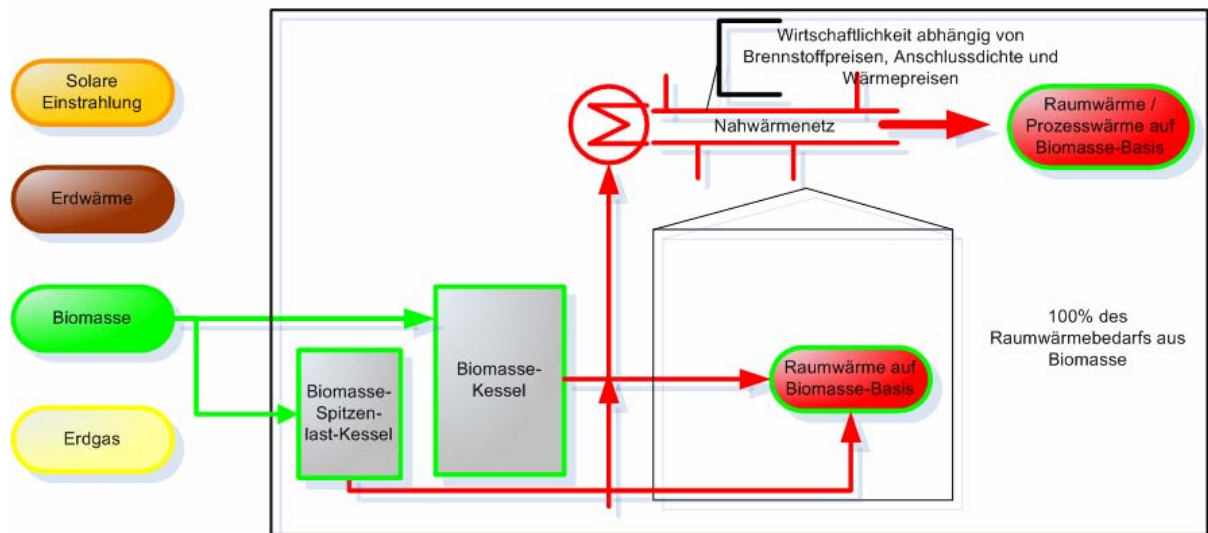 Solare
Einstrahlung
Erdwärme
Biomasse
Erdgas
Biomasse-
Spitzen-
last-Kessel
Biomasse-
Kessel
Wirtschaftlichkeit abhängig von
Brennstoffpreisen, Anschlussdichte und
Wärmepreisen
Nahwärmenetz
Raumwärme /
Prozesswärme auf
Biomasse-Basis
Raumwärme auf
Biomasse-Basis
100% des
Raumwärmebedarfs aus
Biomasse